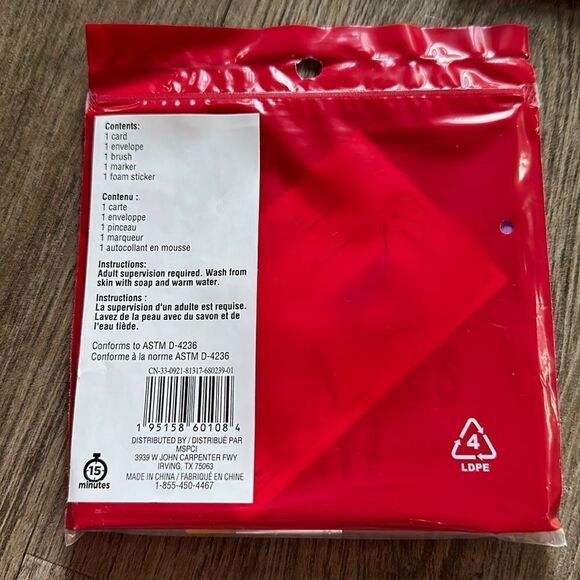 Contents:
1 card
1 envelope
1 brush
1 marker
1 foam sticker
Contenu :
1 carte
1 enveloppe
1 pinceau
1 marqueur
1 autocollant en mousse
Instructions:
Adult supervision required. Wash from
skin with soap and warm water.
Instructions :
La supervision d'un adulte est requise.
Lavez de la peau avec du savon et de
l'eau tiède.
Conforms to ASTM D-4236
Conforme à la norme ASTM D-4236
CN-33-0921-81317-680239-01
1 95158 60108 4
DISTRIBUTED BY / DISTRIBUÉ PAR
MSPCI
3939 W JOHN CARPENTER FWY
IRVING, TX 75063
MADE IN CHINA / FABRIQUÉ EN CHINE
1-855-450-4467
15
minutes
4
LDPE